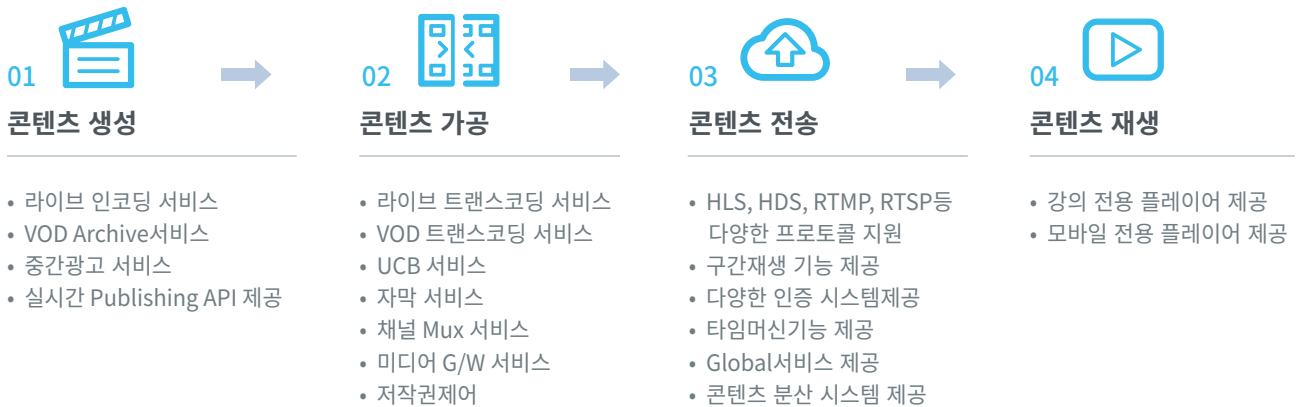 01
콘텐츠 생성
• 라이브 인코딩 서비스
• VOD Archive서비스
• 중간광고 서비스
• 실시간 Publishing API 제공
02
콘텐츠 가공
• 라이브 트랜스코딩 서비스
• VOD 트랜스코딩 서비스
• UCB 서비스
• 자막 서비스
• 채널 Mux 서비스
• 미디어 G/W 서비스
• 저작권제어
03
콘텐츠 전송
• HLS, HDS, RTMP, RTSP등
다양한 프로토콜 지원
• 구간재생 기능 제공
• 다양한 인증 시스템제공
• 타임머신기능 제공
• Global서비스 제공
• 콘텐츠 분산 시스템 제공
04
콘텐츠 재생
• 강의 전용 플레이어 제공
• 모바일 전용 플레이어 제공